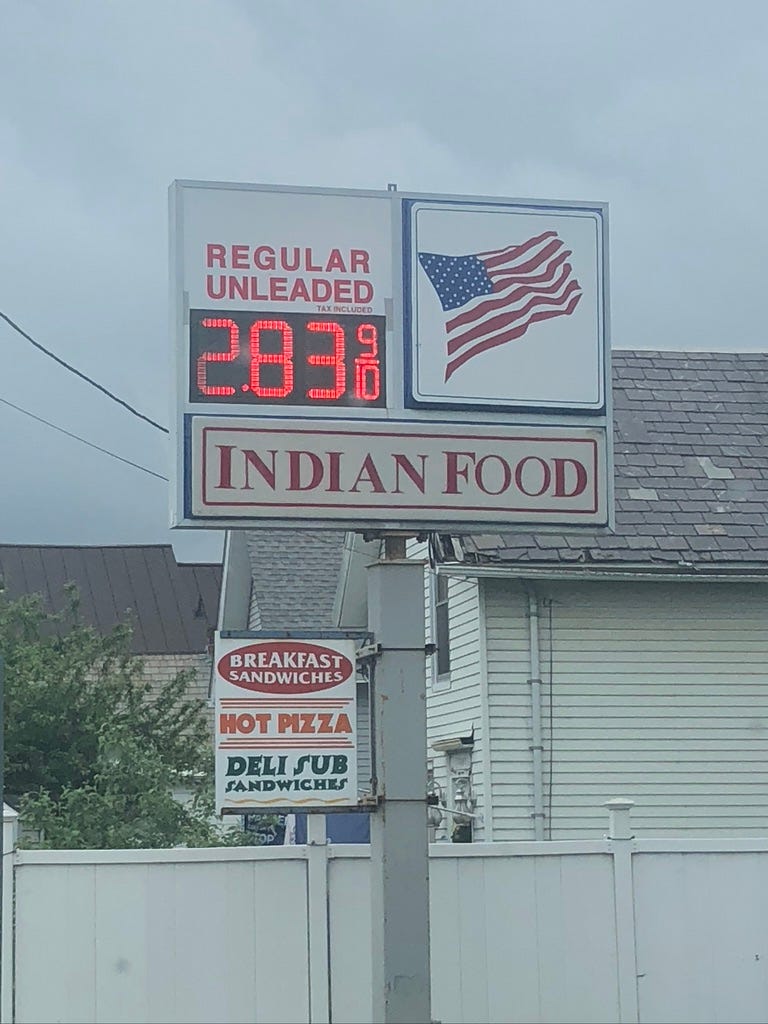 REGULAR
UNLEADED
TAX INCLUDED
2.83 9/10
INDIAN FOOD
BREAKFAST
SANDWICHES
HOT PIZZA
DELI SUB
SANDWICHES